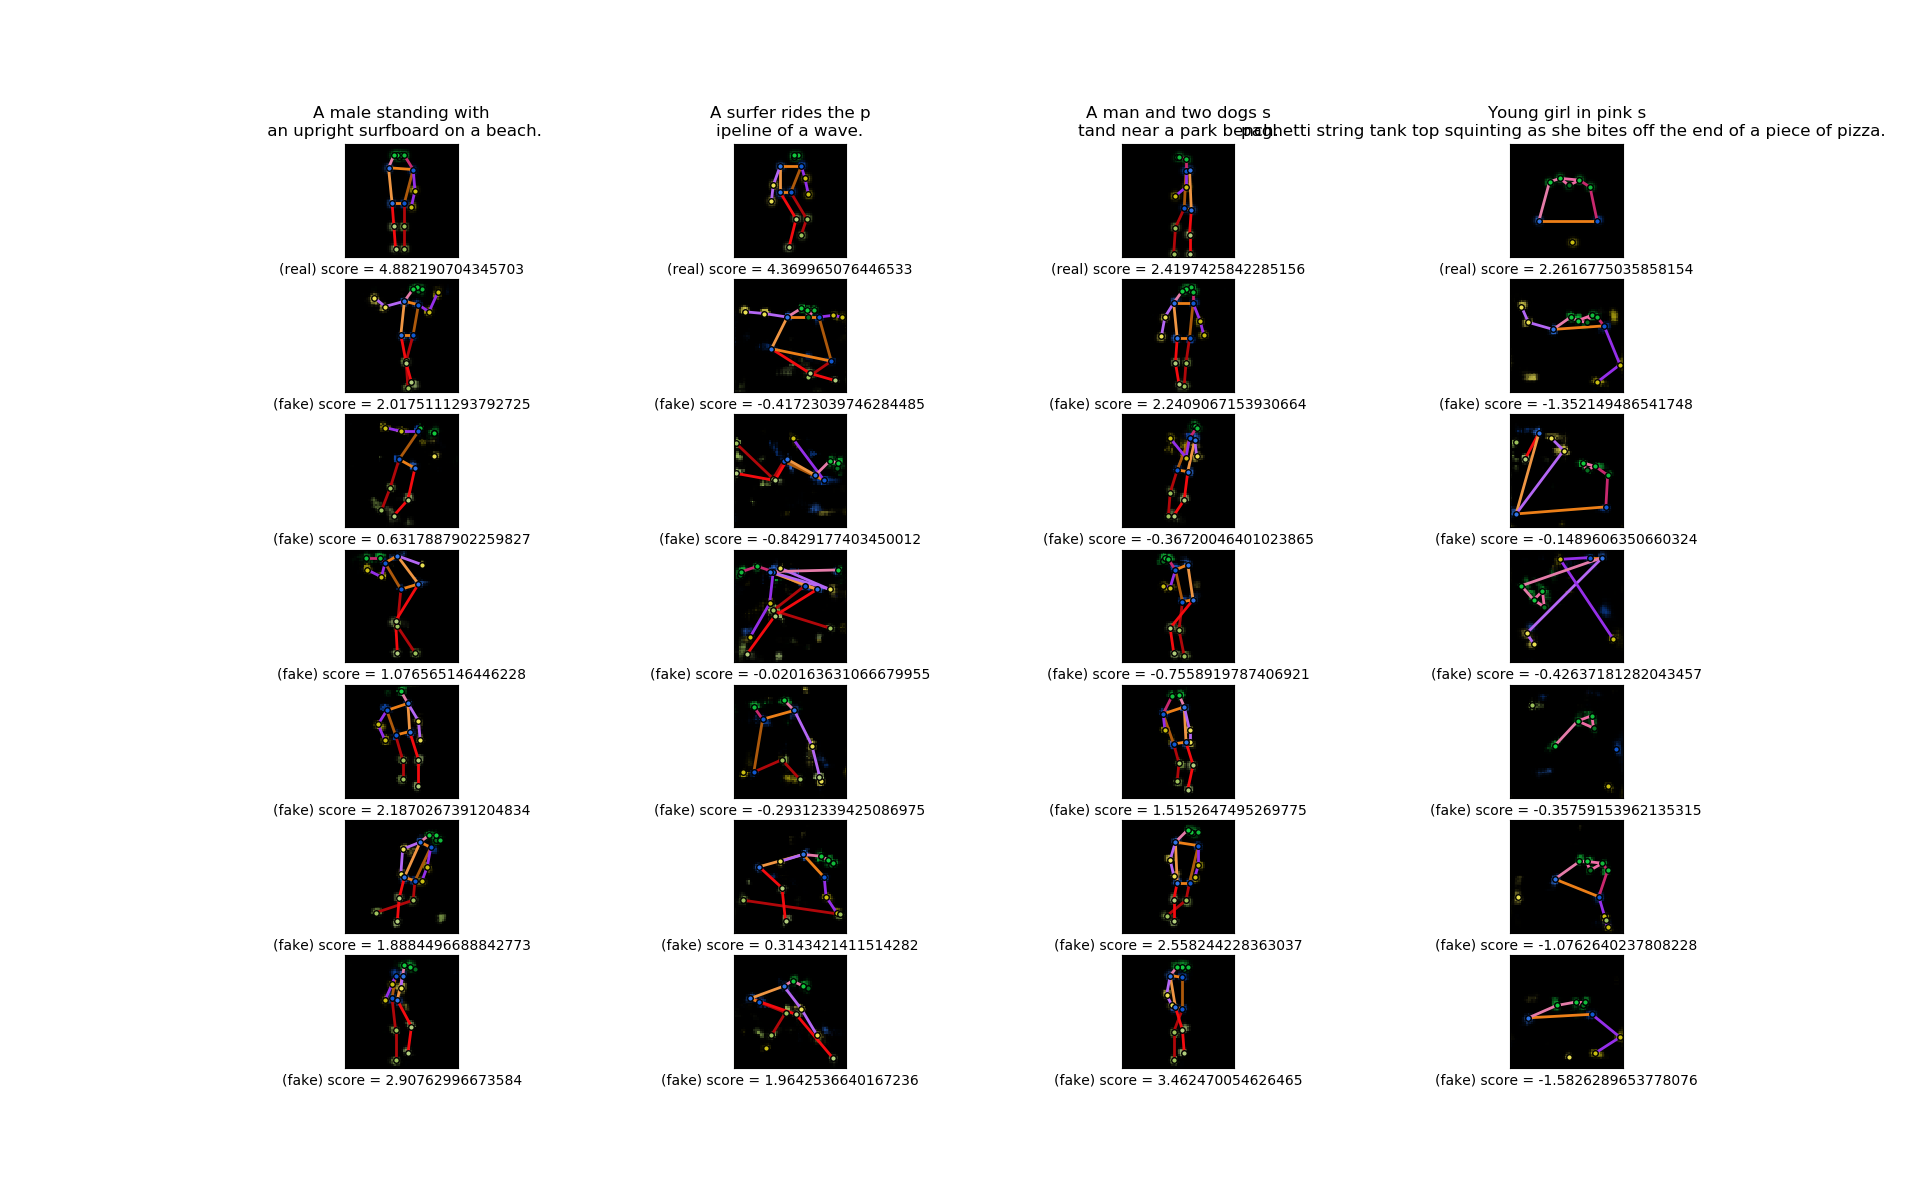 A male standing with
an upright surfboard on a beach.
A surfer rides the p
ipeline of a wave.
A man and two dogs s
tand near a park bench.
Young girl in pink s
paghetti string tank top squinting as she bites off the end of a piece of pizza.
(real) score = 4.882190704345703
(real) score = 4.369965076446533
(real) score = 2.4197425842285156
(real) score = 2.2616775035858154
(fake) score = 2.0175111293792725
(fake) score = -0.41723039746284485
(fake) score = 2.2409067153930664
(fake) score = -1.352149486541748
(fake) score = 0.6317887902259827
(fake) score = -0.8429177403450012
(fake) score = -0.36720046401023865
(fake) score = -0.1489606350660324
(fake) score = 1.076565146446228
(fake) score = -0.020163631066679955
(fake) score = -0.7558919787406921
(fake) score = -0.42637181282043457
(fake) score = 2.1870267391204834
(fake) score = -0.29312339425086975
(fake) score = 1.5152647495269775
(fake) score = -0.35759153962135315
(fake) score = 1.8884496688842773
(fake) score = 0.3143421411514282
(fake) score = 2.558244228363037
(fake) score = -1.0762640237808228
(fake) score = 2.90762996673584
(fake) score = 1.9642536640167236
(fake) score = 3.462470054626465
(fake) score = -1.5826289653778076